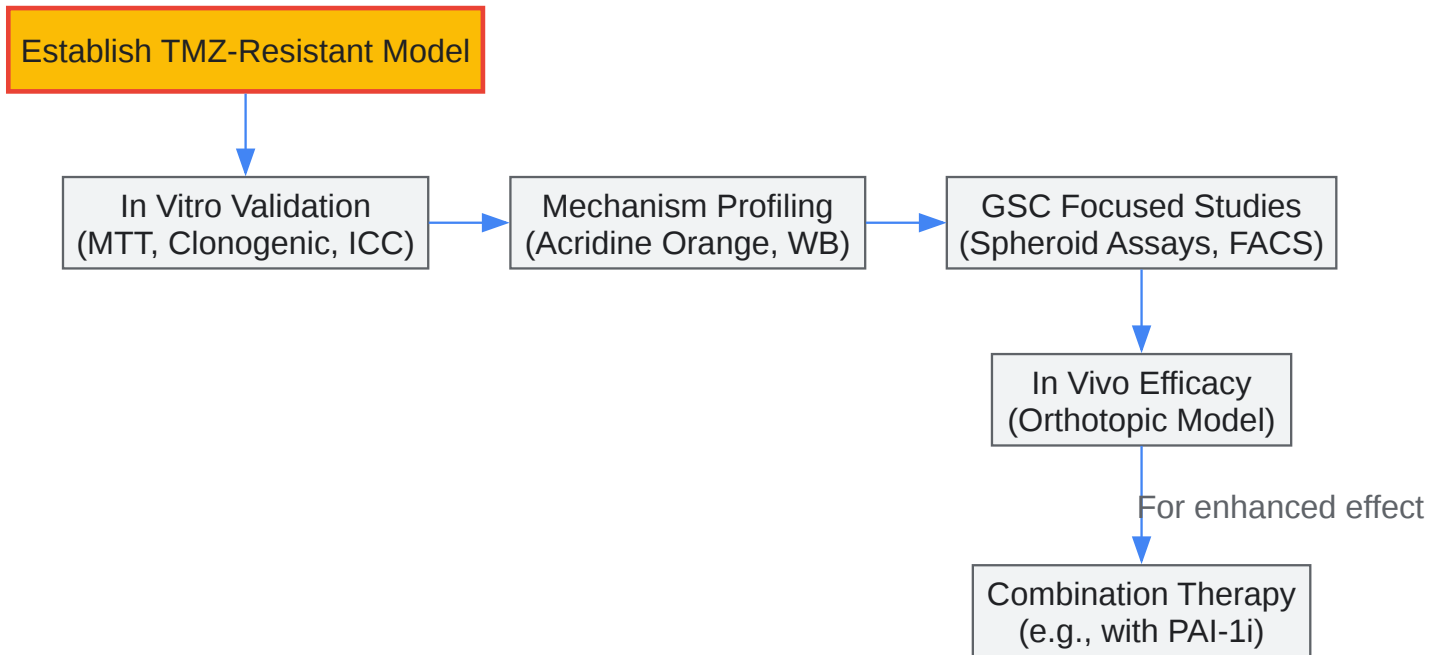 Establish TMZ-Resistant Model
In Vitro Validation
(MTT, Clonogenic, ICC)
Mechanism Profiling
(Acridine Orange, WB)
GSC Focused Studies
(Spheroid Assays, FACS)
In Vivo Efficacy
(Orthotopic Model)
For enhanced effect
Combination Therapy
(e.g., with PAI-1i)